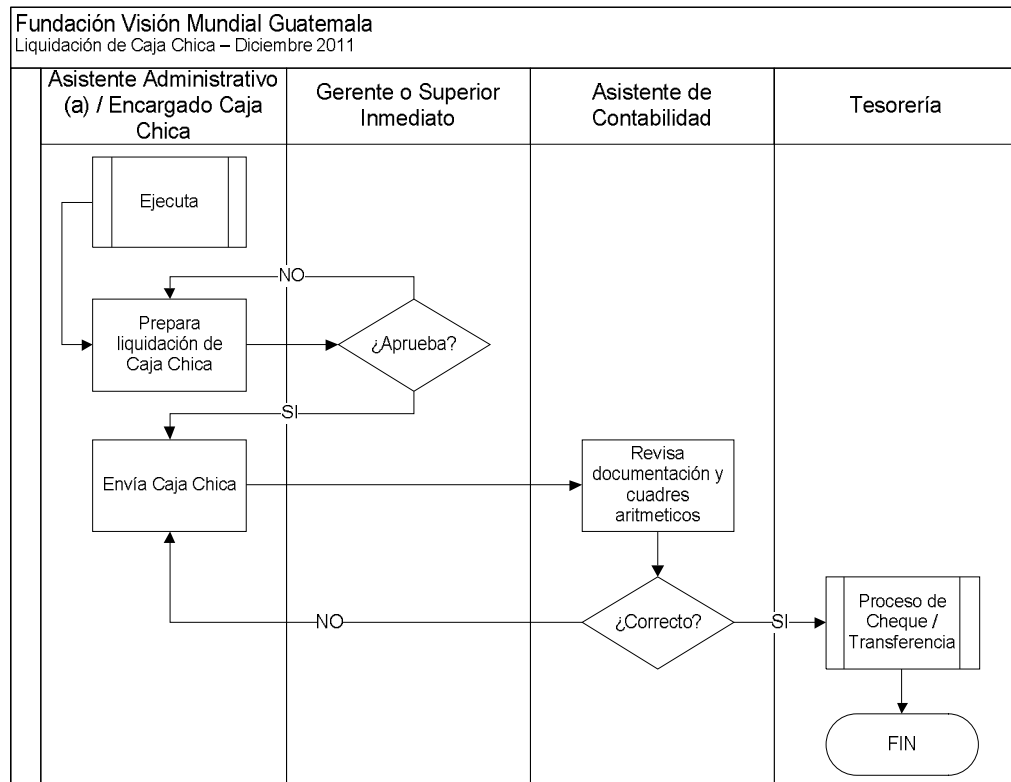 Fundación Visión Mundial Guatemala
Liquidación de Caja Chica – Diciembre 2011
Asistente Administrativo
(a) / Encargado Caja
Chica
Gerente o Superior
Inmediato
Asistente de
Contabilidad
Tesorería
Ejecuta
NO
Prepara
liquidación de
Caja Chica
¿Aprueba?
SI
Envía Caja Chica
Revisa
documentación y
cuadres
aritmeticos
NO
¿Correcto?
SI
Proceso de
Cheque /
Transferencia
FIN